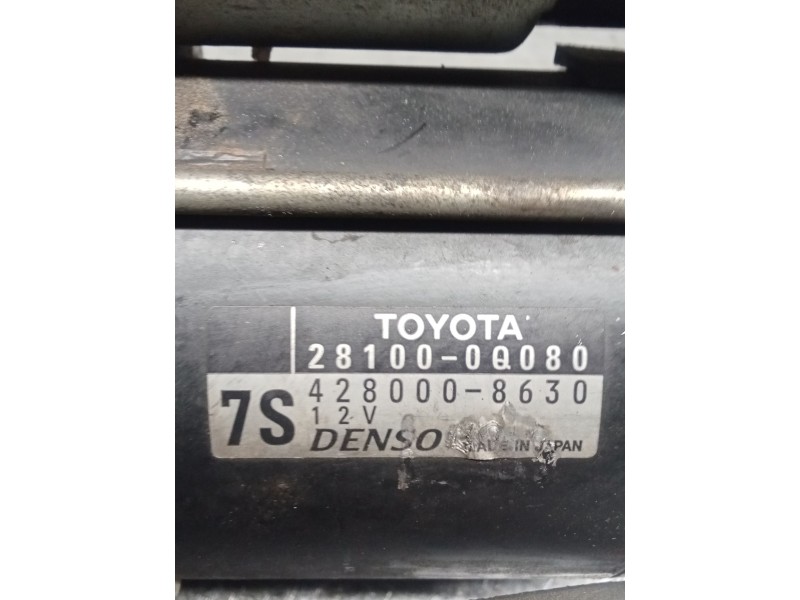 TOYOTA
28100-0Q080
7S
428000-8630
12V
DENSO MADE IN JAPAN